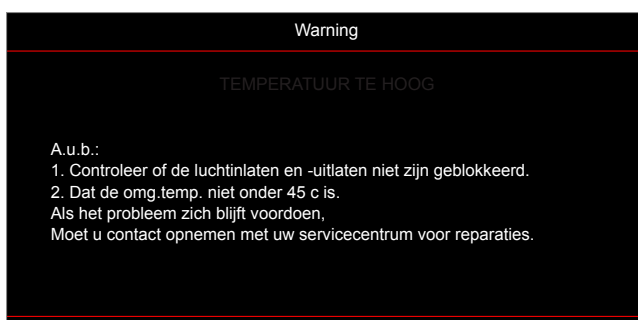 Warning
TEMPERATUUR TE HOOG
A.u.b.:
1. Controleer of de luchtinlaten en -uitlaten niet zijn geblokkeerd.
2. Dat de omg.temp. niet onder 45 c is.
Als het probleem zich blijft voordoen,
Moet u contact opnemen met uw servicecentrum voor reparaties.